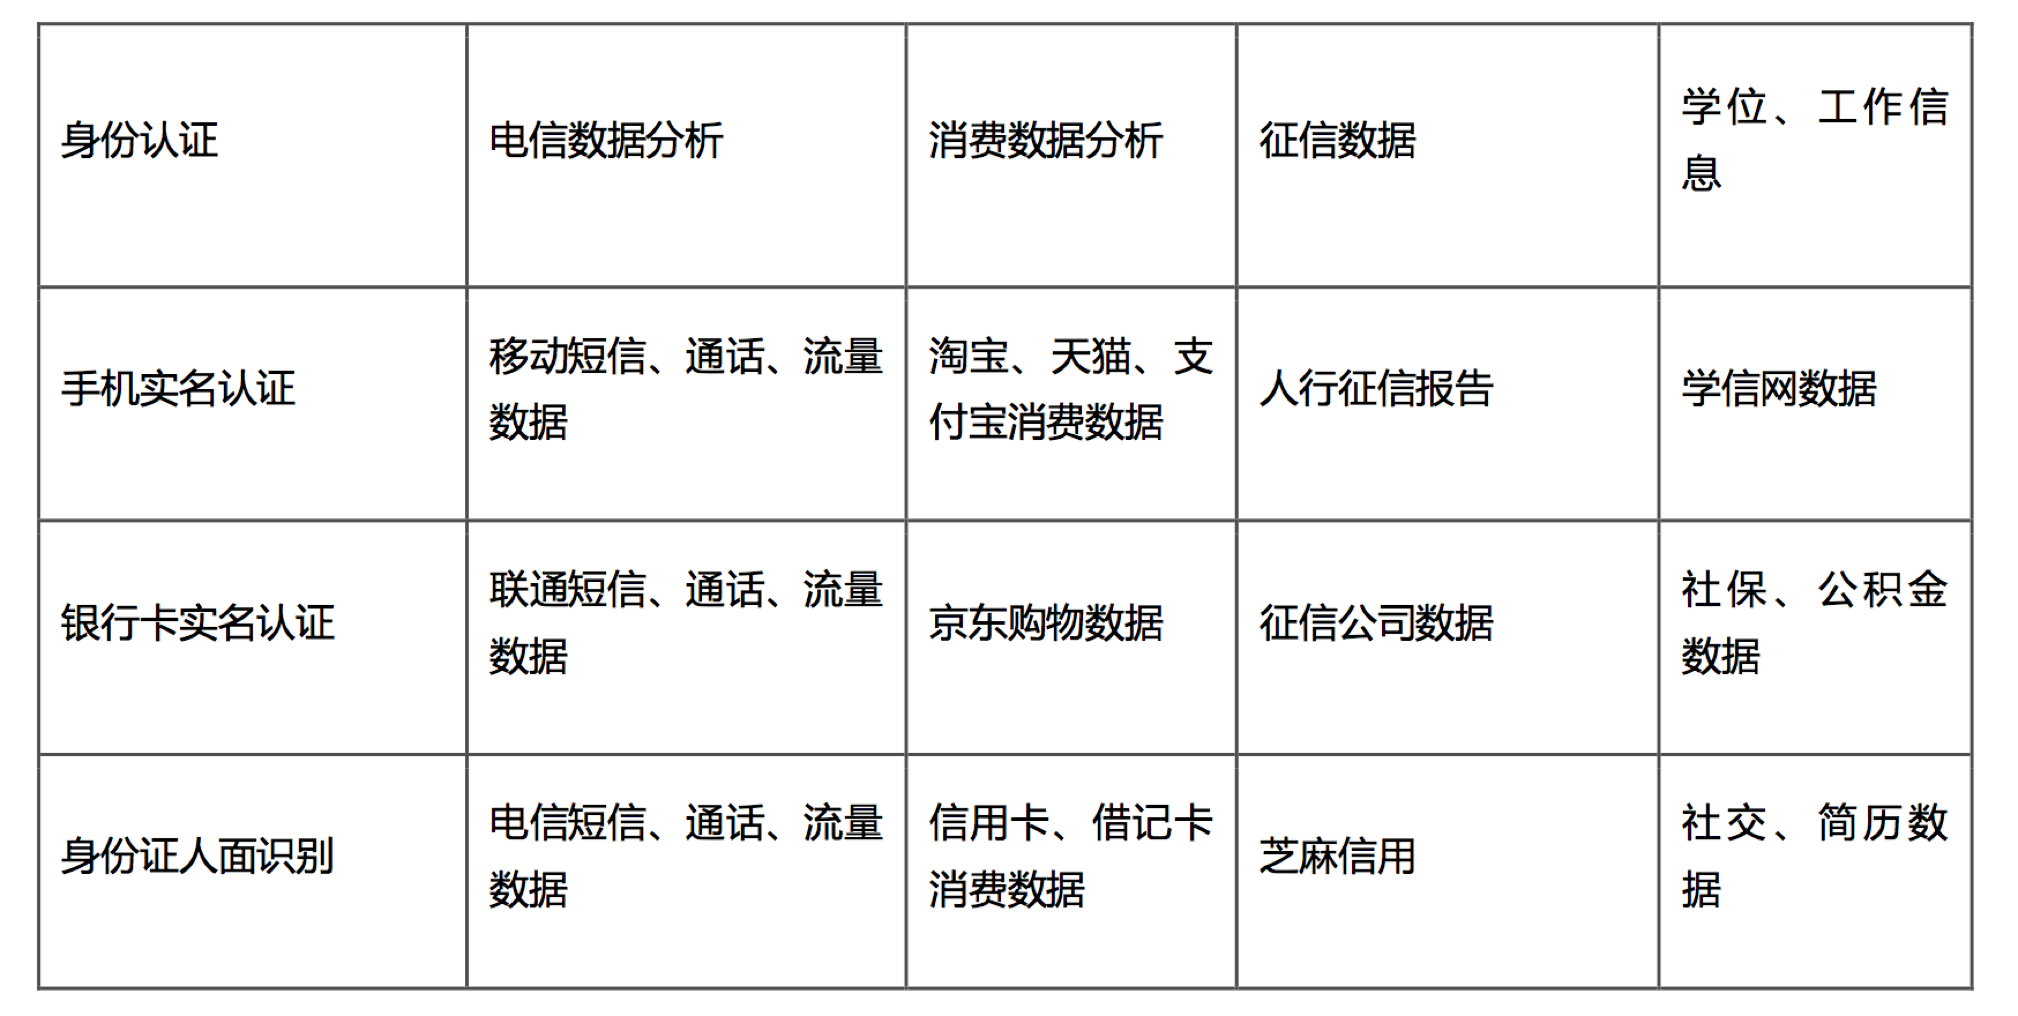 身份认证
电信数据分析
消费数据分析
征信数据
学位、工作信
息
手机实名认证
移动短信、通话、流量
数据
淘宝、天猫、支
付宝消费数据
人行征信报告
学信网数据
银行卡实名认证
联通短信、通话、流量
数据
京东购物数据
征信公司数据
社保、公积金
数据
身份证人面识别
电信短信、通话、流量
数据
信用卡、借记卡
消费数据
芝麻信用
社交、简历数
据